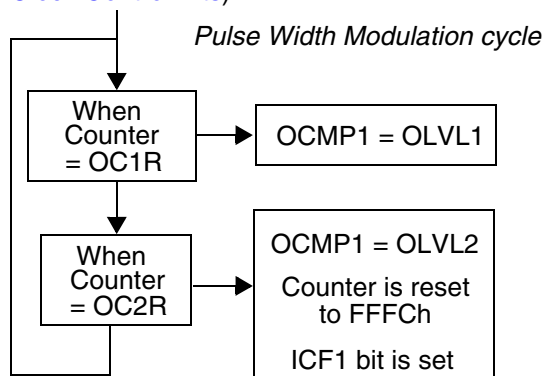 Pulse Width Modulation cycle
When
Counter
= OC1R
OCMP1 = OLVL1
When
Counter
= OC2R
OCMP1 = OLVL2
Counter is reset
to FFFCh
ICF1 bit is set